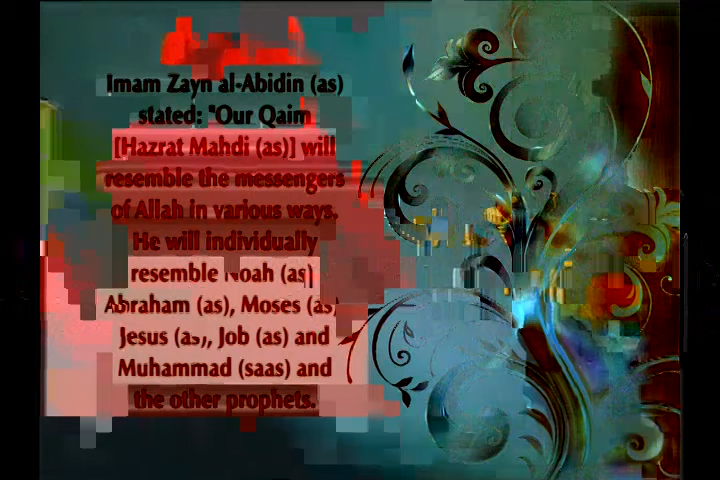 Imam Zayn al-Abidin (as)
stated: "Our Qaim
[Hazrat Mahdi (as)] will
resemble the messengers
of Allah in various ways.
He will individually
resemble Noah (as)
Abraham (as), Moses (as)
Jesus (as), Job (as) and
Muhammad (saas) and
the other prophets.